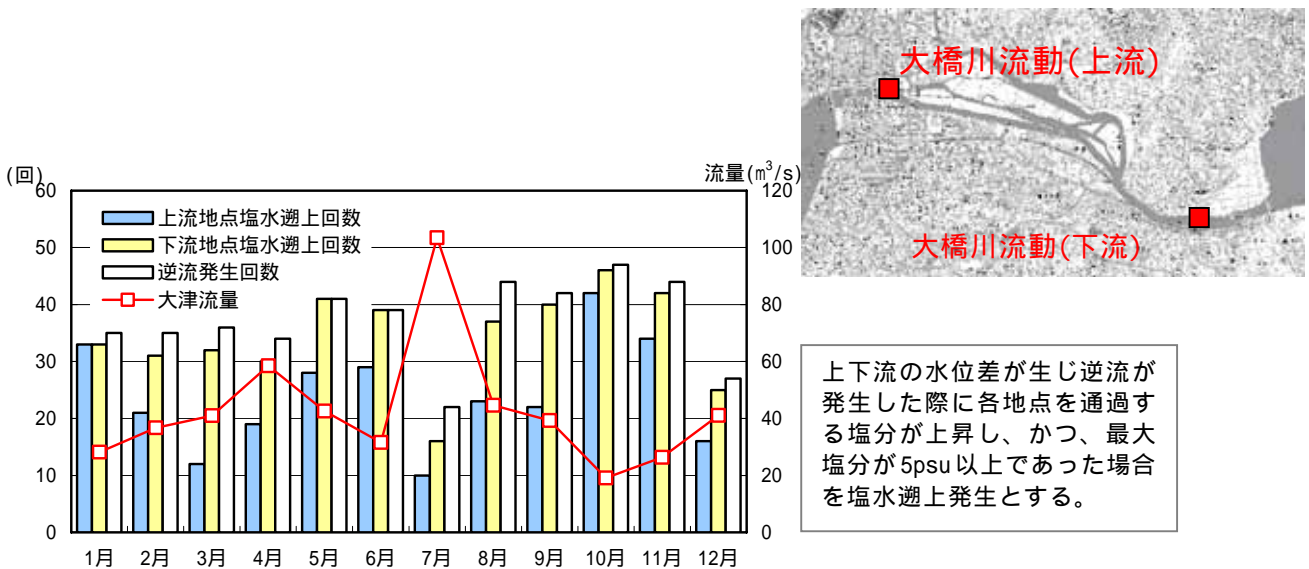 大橋川流動(上流)
大橋川流動(下流)
(回)
流量(m³/s)
60
50
40
30
20
10
0
120
100
80
60
40
20
0
上流地点塩水遡上回数
下流地点塩水遡上回数
逆流発生回数
大津流量
1月 2月 3月 4月 5月 6月 7月 8月 9月 10月 11月 12月
上下流の水位差が生じ逆流が
発生した際に各地点を通過す
る塩分が上昇し、かつ、最大
塩分が5psu以上であった場合
を塩水遡上発生とする。